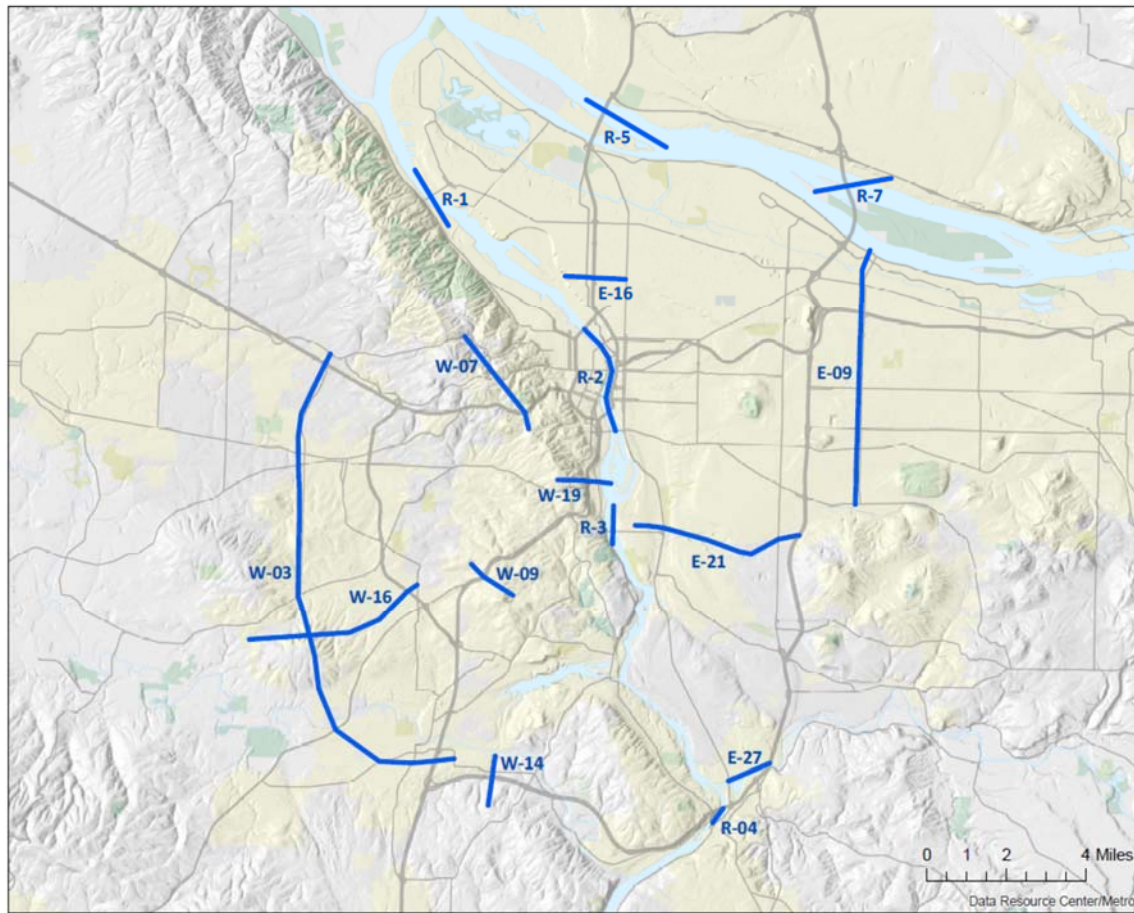 R-5
R-7
R-1
E-16
W-07
R-2
E-09
W-19
R-3
E-21
W-03
W-16
W-09
W-14
E-27
R-04
0 1 2 4 Miles
Data Resource Center/Metro